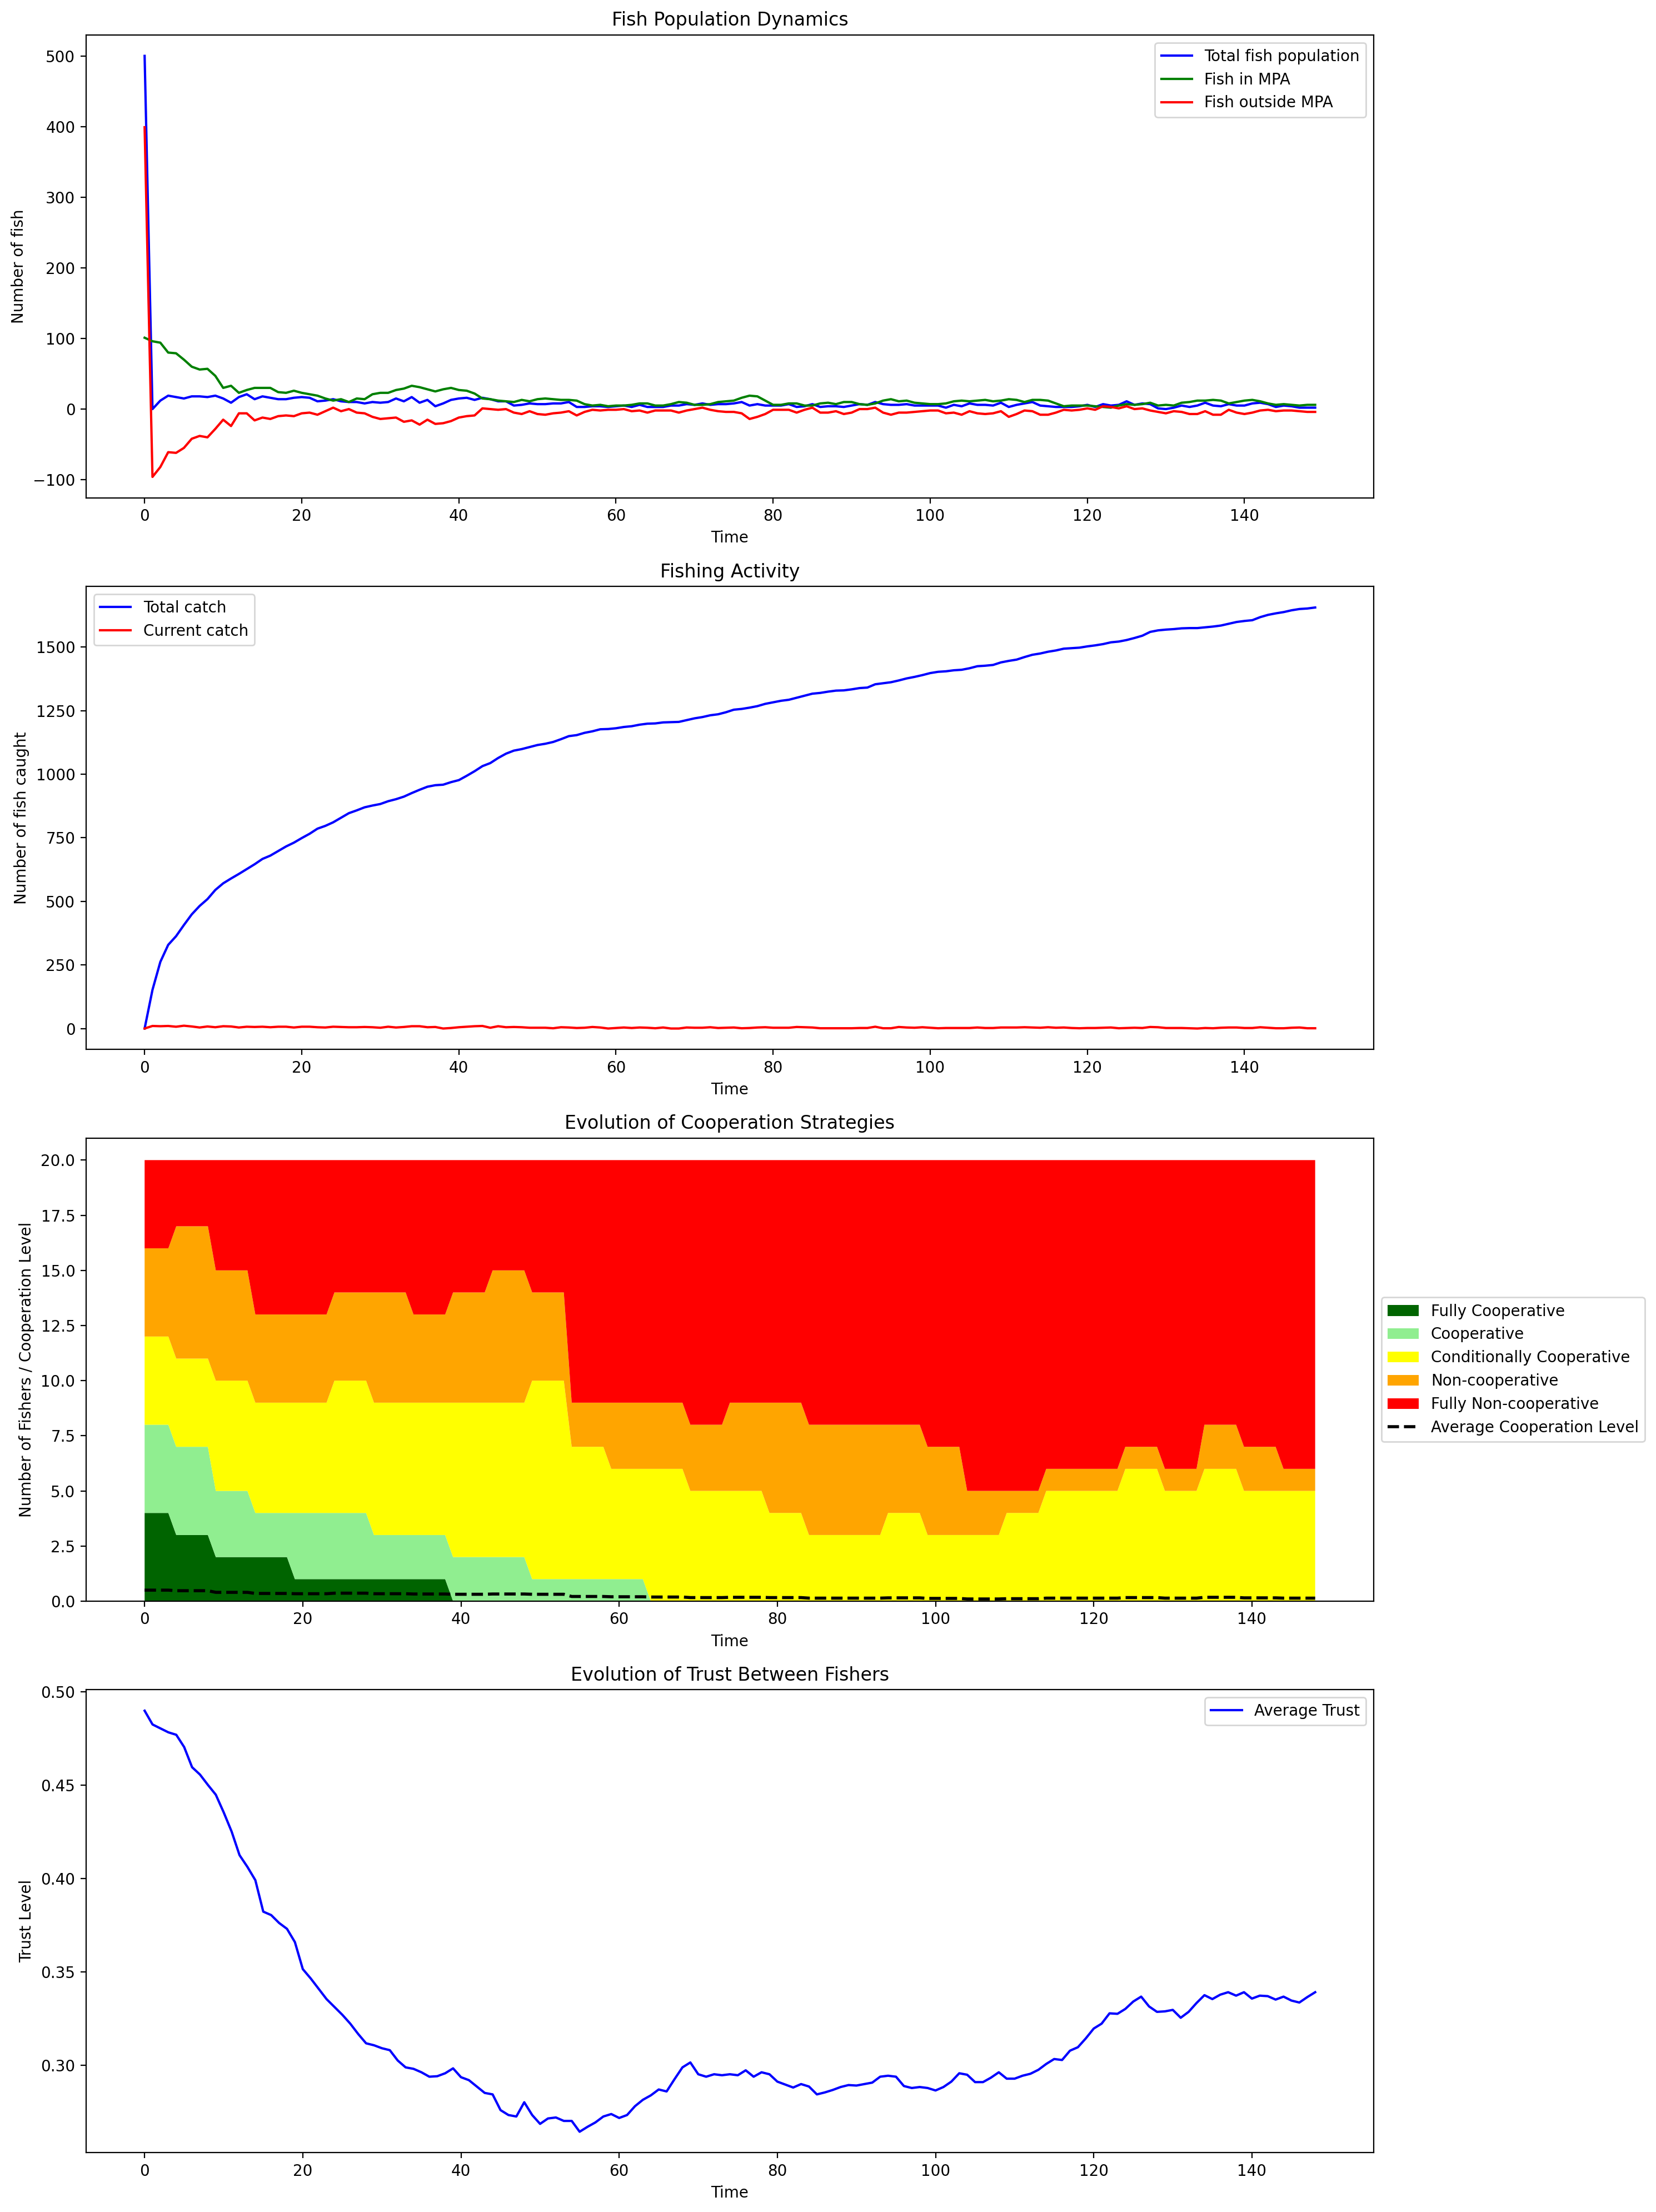 Fish Population Dynamics
Number of fish
500
400
300
200
100
0
−100
Total fish population
Fish in MPA
Fish outside MPA
0 20 40 60 80 100 120 140
Time
Fishing Activity
Number of fish caught
1500
1250
1000
750
500
250
0
Total catch
Current catch
0 20 40 60 80 100 120 140
Time
Evolution of Cooperation Strategies
Number of Fishers / Cooperation Level
20.0
17.5
15.0
12.5
10.0
7.5
5.0
2.5
0.0
Fully Cooperative
Cooperative
Conditionally Cooperative
Non-cooperative
Fully Non-cooperative
Average Cooperation Level
0 20 40 60 80 100 120 140
Time
Evolution of Trust Between Fishers
Trust Level
0.50
0.45
0.40
0.35
0.30
Average Trust
0 20 40 60 80 100 120 140
Time